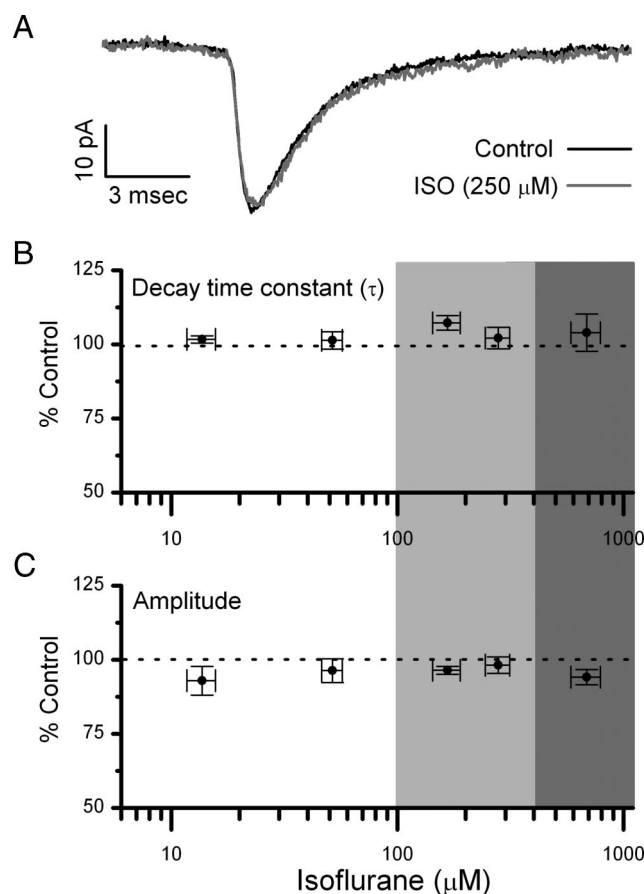 A
10 pA
3 msec
Control
ISO (250 μM)
B
Decay time constant (τ)
% Control
125
100
75
50
10
100
1000
C
Amplitude
% Control
125
100
75
50
10
100
1000
Isoflurane (μM)